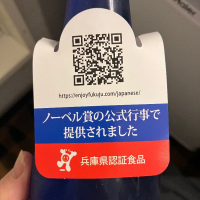 https://enjoyfukuju.com/japanese/
ノーベル賞の公式行事で
提供されました
兵庫県認証食品